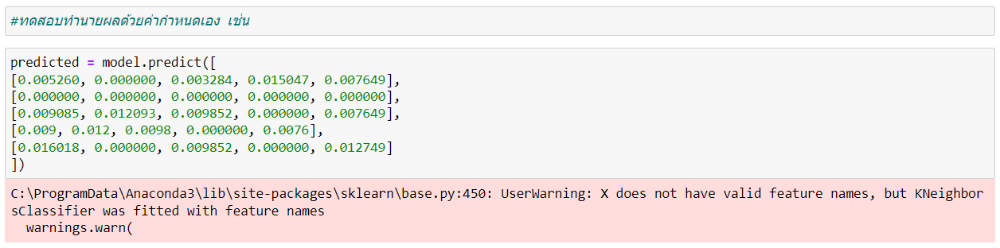 #ทดสอบทำนายผลด้วยค่ากำหนดเอง เช่น
predicted = model.predict([
[0.005260, 0.000000, 0.003284, 0.015047, 0.007649],
[0.000000, 0.000000, 0.000000, 0.000000, 0.000000],
[0.009085, 0.012093, 0.009852, 0.000000, 0.007649],
[0.009, 0.012, 0.0098, 0.000000, 0.0076],
[0.016018, 0.000000, 0.009852, 0.000000, 0.012749]
])
C:\ProgramData\Anaconda3\lib\site-packages\sklearn\base.py:450: UserWarning: X does not have valid feature names, but KNeighbor
sClassifier was fitted with feature names
  warnings.warn(